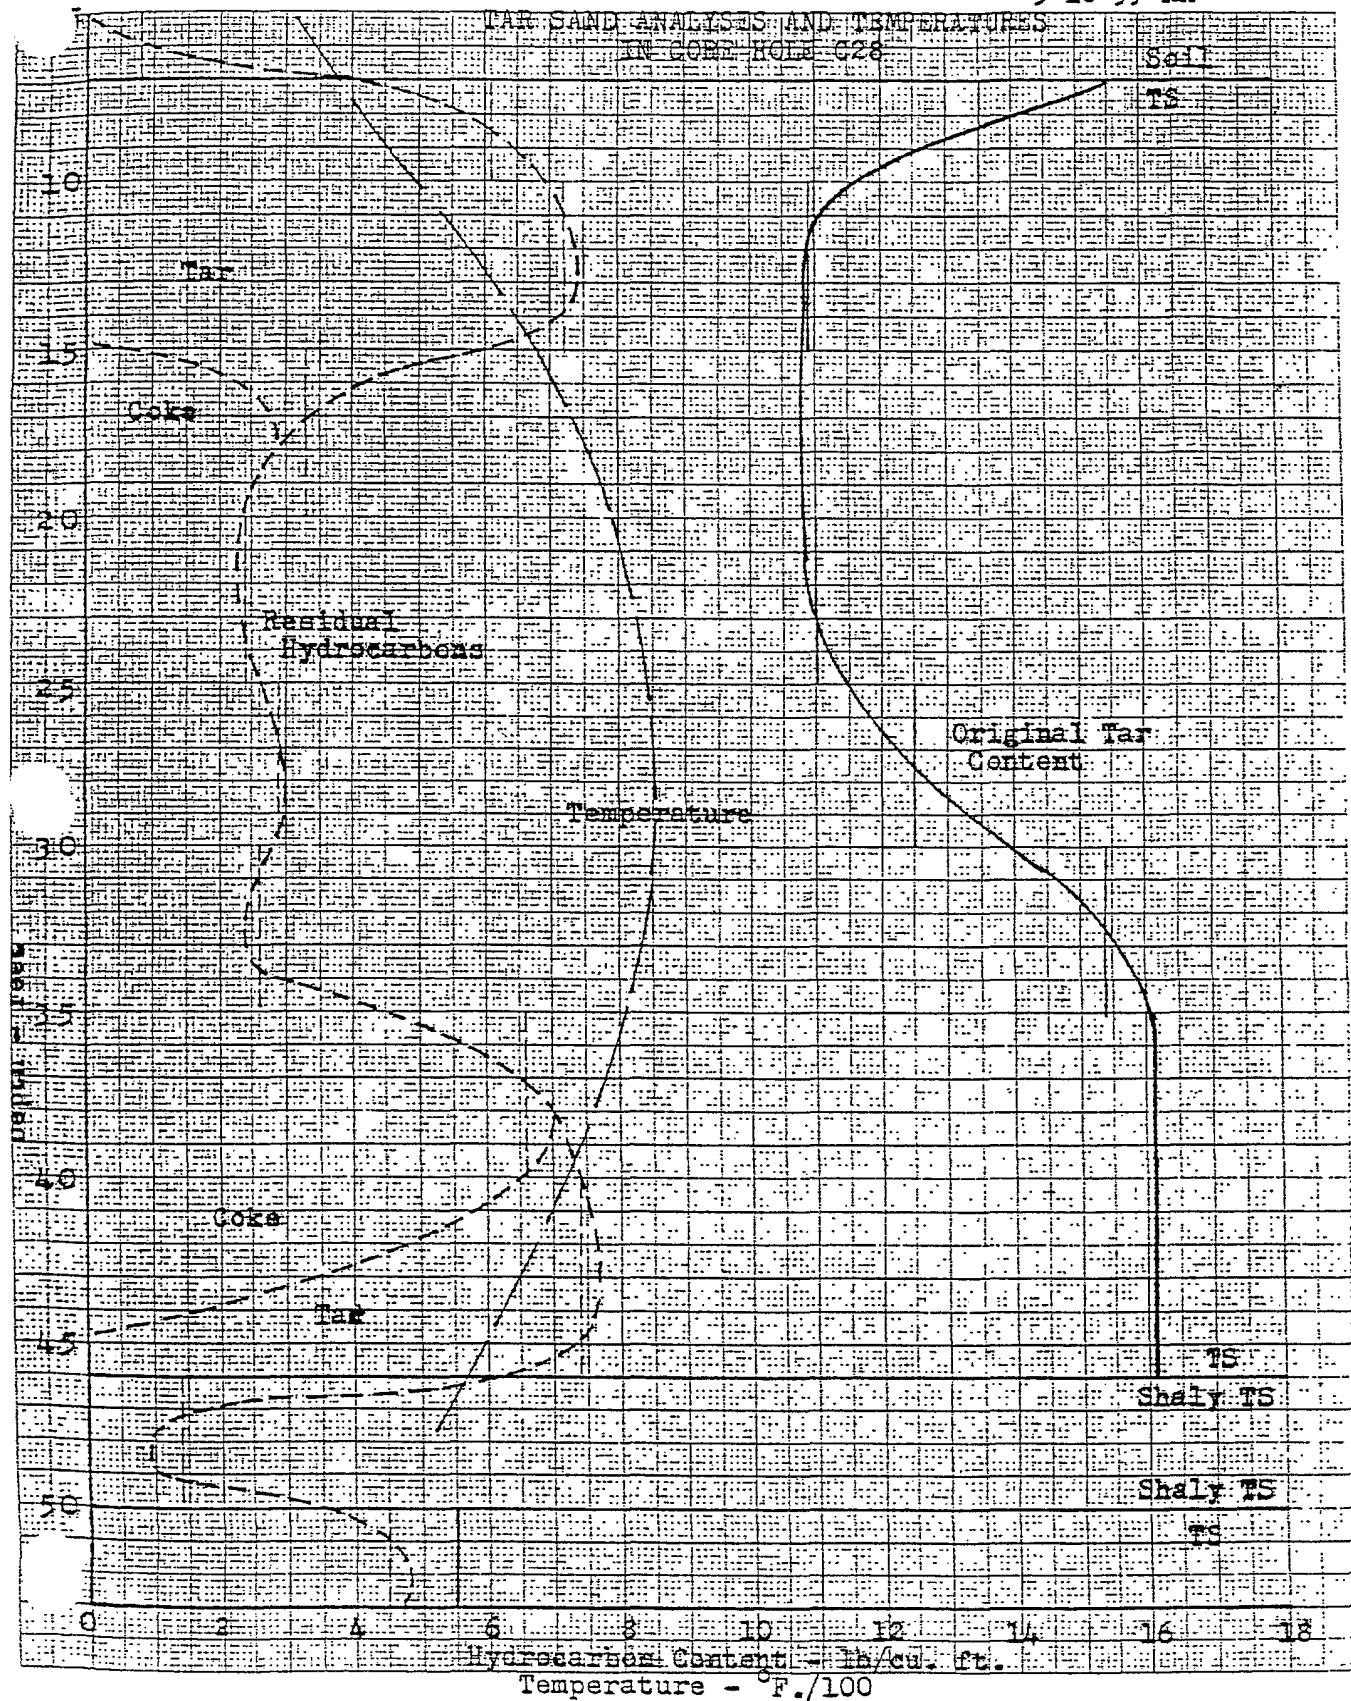 TAR SAND ANALYSES AND TEMPERATURES
IN CORE HOLE C28
Soil
TS
10
Tar
15
Coke
20
Residual
Hydrocarbons
25
Original Tar
Content
Temperature
30
Depth - Feet
35
40
Coke
Tar
45
TS
Shaly TS
Shaly TS
50
TS
0 2 4 6 8 10 12 14 16 18
Hydrocarbon Content - lb/cu. ft.
Temperature - °F./100